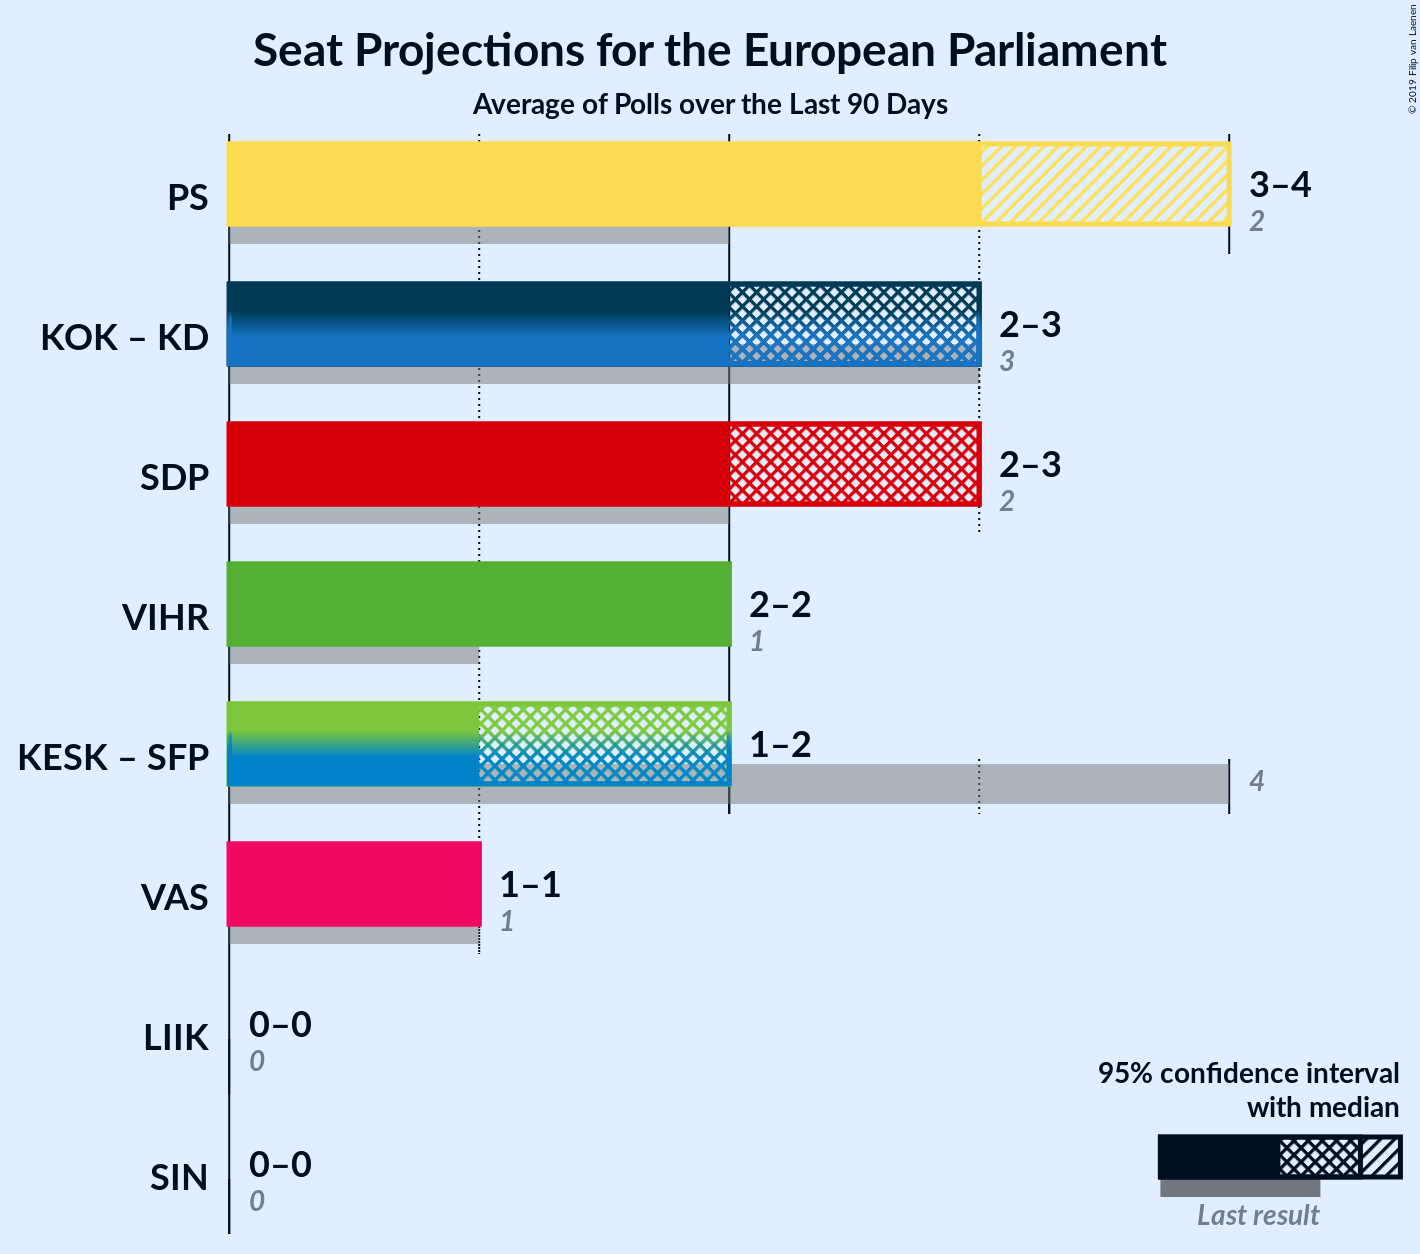 Seat Projections for the European Parliament
Average of Polls over the Last 90 Days
© 2019 Filip van Laenen
PS
3–4
2
KOK – KD
2–3
3
SDP
2–3
2
VIHR
2–2
1
KESK – SFP
1–2
4
VAS
1–1
1
LIIK
0–0
0
SIN
0–0
0
95% confidence interval
with median
Last result